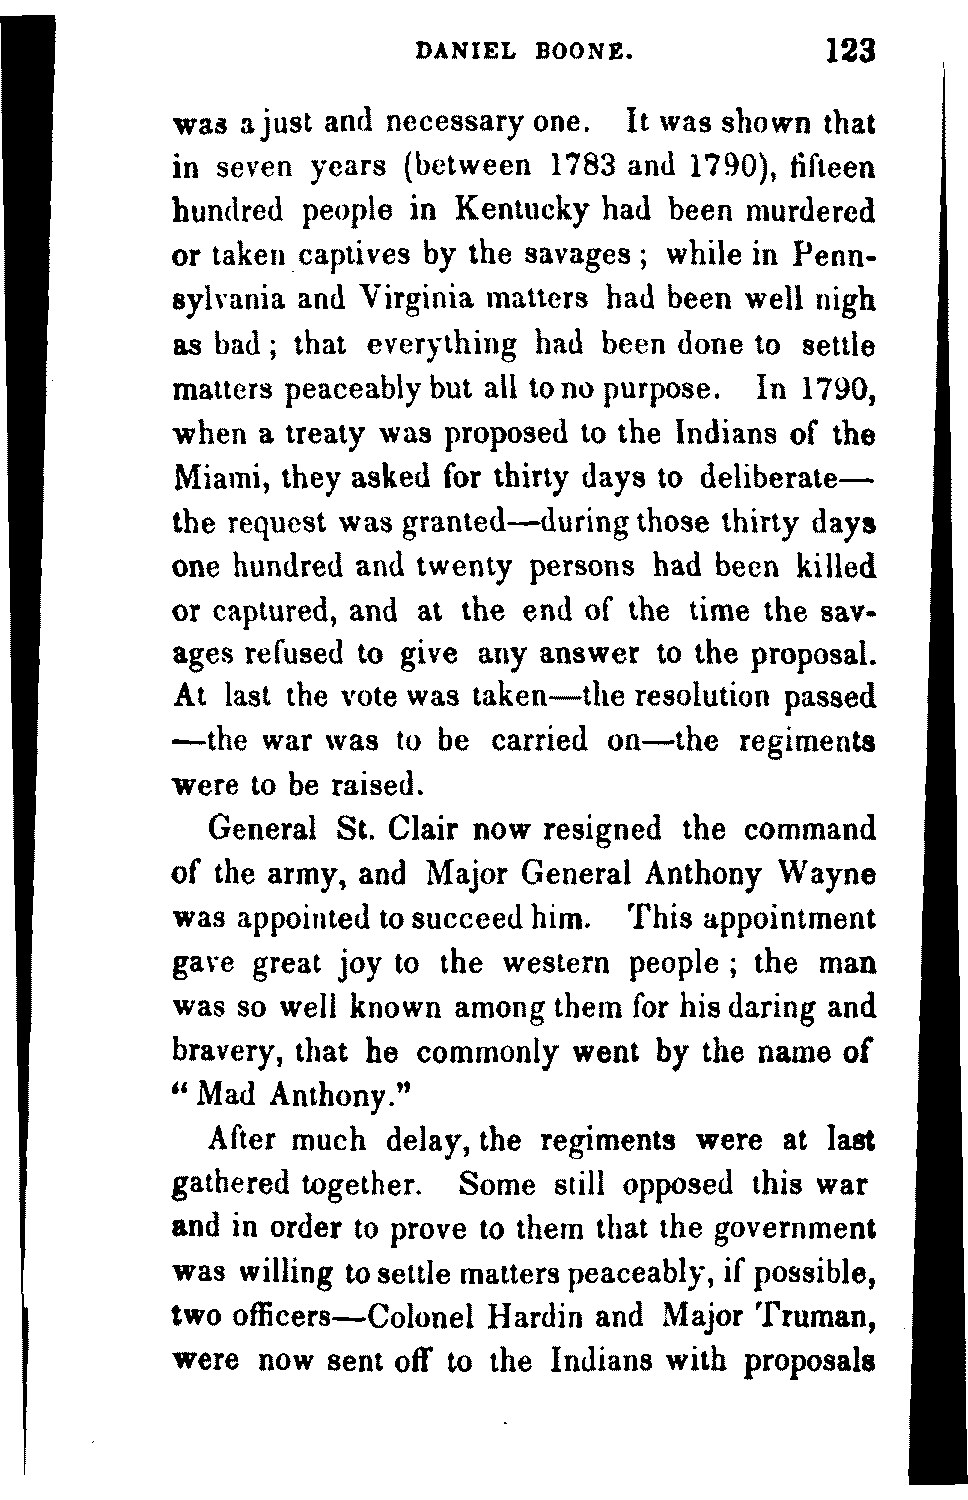 DANIEL BOONE. 123
was a just and necessary one. It was shown that
in seven years (between 1783 and 1790), fifteen
hundred people in Kentucky had been murdered
or taken captives by the savages; while in Penn-
sylvania and Virginia matters had been well nigh
as bad; that everything had been done to settle
matters peaceably but all to no purpose. In 1790,
when a treaty was proposed to the Indians of the
Miami, they asked for thirty days to deliberate—
the request was granted—during those thirty days
one hundred and twenty persons had been killed
or captured, and at the end of the time the sav-
ages refused to give any answer to the proposal.
At last the vote was taken—the resolution passed
—the war was to be carried on—the regiments
were to be raised.
General St. Clair now resigned the command
of the army, and Major General Anthony Wayne
was appointed to succeed him. This appointment
gave great joy to the western people; the man
was so well known among them for his daring and
bravery, that he commonly went by the name of
“Mad Anthony.”
After much delay, the regiments were at last
gathered together. Some still opposed this war
and in order to prove to them that the government
was willing to settle matters peaceably, if possible,
two officers—Colonel Hardin and Major Truman,
were now sent off to the Indians with proposals